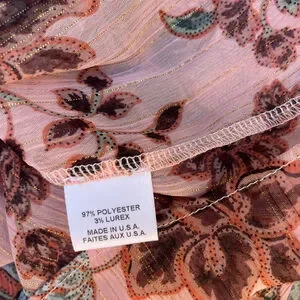 97% POLYESTER
3% LUREX
MADE IN U.S.A.
FAITES AUX U.S.A.